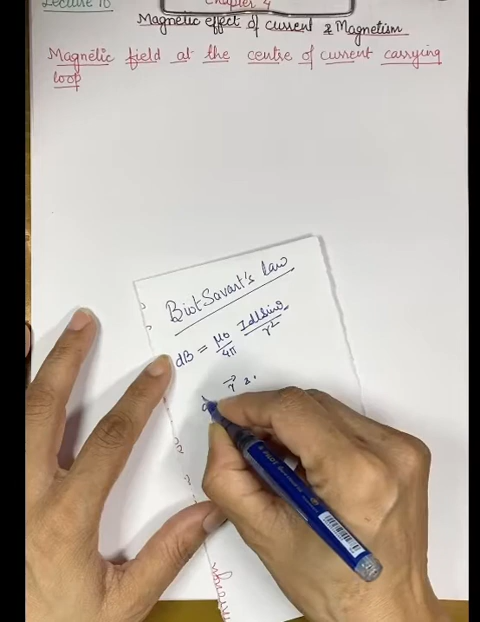 Lecture 10
Chapter 4
Magnetic effect of current & Magnetism
Magnetic field at the centre of current carrying
loop
Biot Savart's law
dB = μ0/4π Idlsinθ/r²
r⃗ &